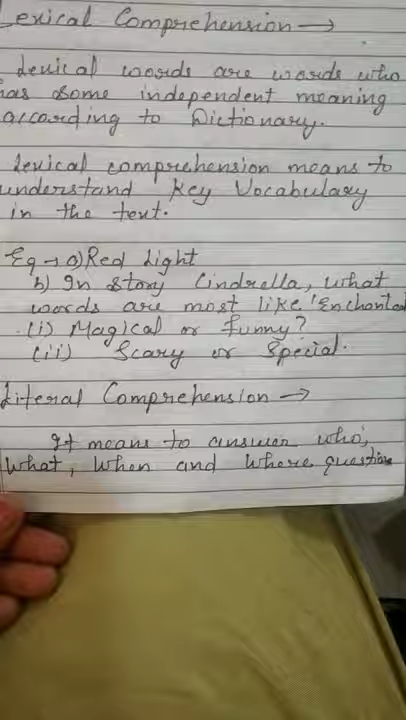 Lexical Comprehension →
Lexical words are words who
has some independent meaning
according to Dictionary.
Lexical comprehension means to
understand key Vocabulary
in the text.
Eg → a) Red Light
b) In story Cindrella, what
words are most like 'Enchanted
(i) Magical or funny?
(ii) Scary or Special.
Literal Comprehension →
It means to answer who,
What, When and Where question